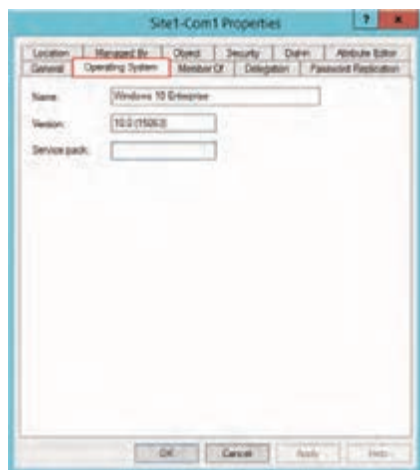 Site1-Com1 Properties
? x
Location Managed By Object Security Dial-in Attribute Editor
General Operating System Member Of Delegation Password Replication
Name: Windows 10 Enterprise
Version: 10.0 (15063)
Service pack:
OK Cancel Apply Help